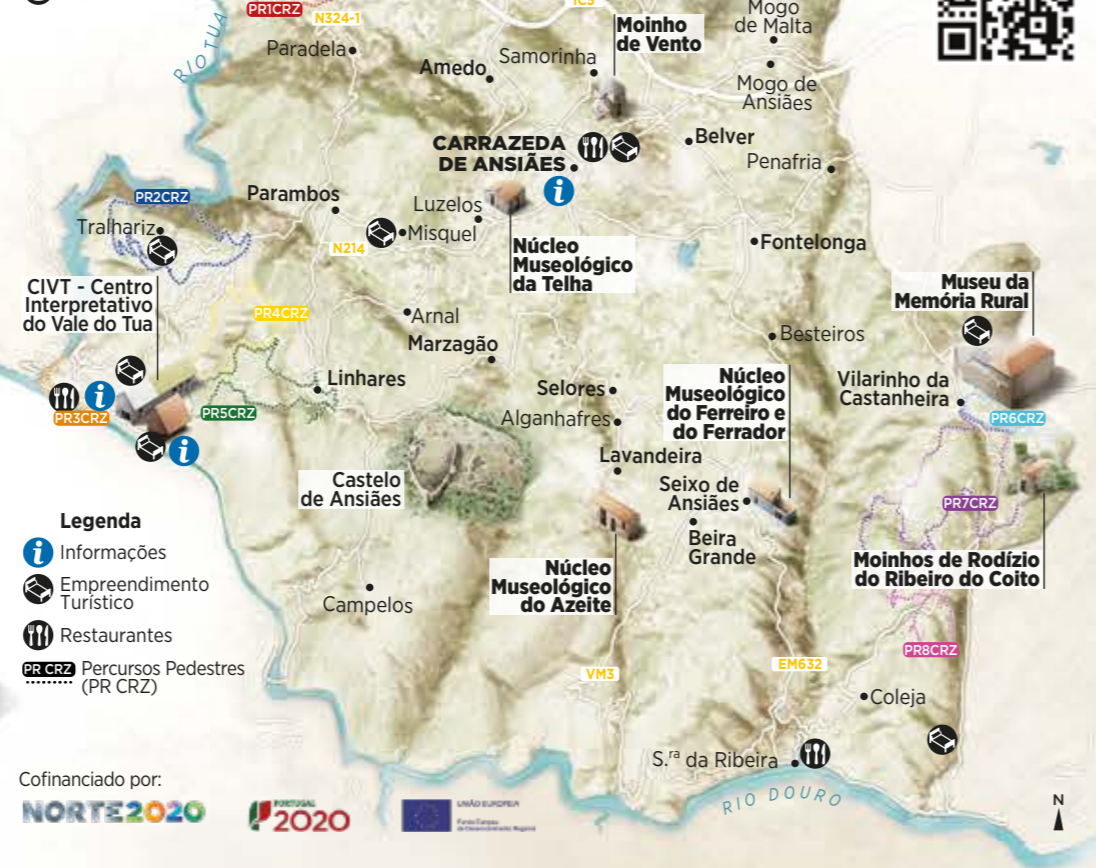 PR1CRZ
N324-1
IC5
RIO TUA
Paradela
Amedo
Samorinha
Moinho
de Vento
Mogo
de Malta
Mogo de
Ansiães
CARRAZEDA
DE ANSIÃES
Belver
Penafria
PR2CRZ
Tralhariz
Parambos
Luzelos
Misquel
N214
Núcleo
Museológico
da Telha
Fontelonga
CIVT - Centro
Interpretativo
do Vale do Tua
PR4CRZ
Arnal
Marzagão
Museu da
Memória Rural
Besteiros
Linhares
PR3CRZ
PR5CRZ
Selores
Alganhafres
Núcleo
Museológico
do Ferreiro e
do Ferrador
Vilarinho da
Castanheira
PR6CRZ
Castelo
de Ansiães
Lavandeira
Seixo de
Ansiães
Beira
Grande
PR7CRZ
Moinhos de Rodízio
do Ribeiro do Coito
Núcleo
Museológico
do Azeite
Campelos
PR8CRZ
VM3
EM632
Coleja
S.ra da Ribeira
RIO DOURO
Legenda
i Informações
Empreendimento
Turístico
Restaurantes
PR CRZ Percursos Pedestres
(PR CRZ)
Cofinanciado por:
NORTE2020
PORTUGAL
2020
UNIÃO EUROPEIA
Fundo Europeu
de Desenvolvimento Regional
N